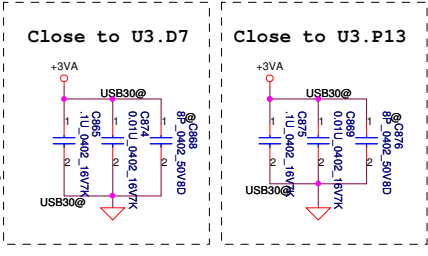 Close to U3.D7
+3VA
USB30@
1
2
C865
.1U_0402_16V7K
1
2
C874
0.01U_0402_16V7K
1
2
@C868
8P_0402_50V8D
USB30@
Close to U3.P13
+3VA
USB30@
1
2
C875
.1U_0402_16V7K
1
2
C869
0.01U_0402_16V7K
1
2
@C876
8P_0402_50V8D
USB30@